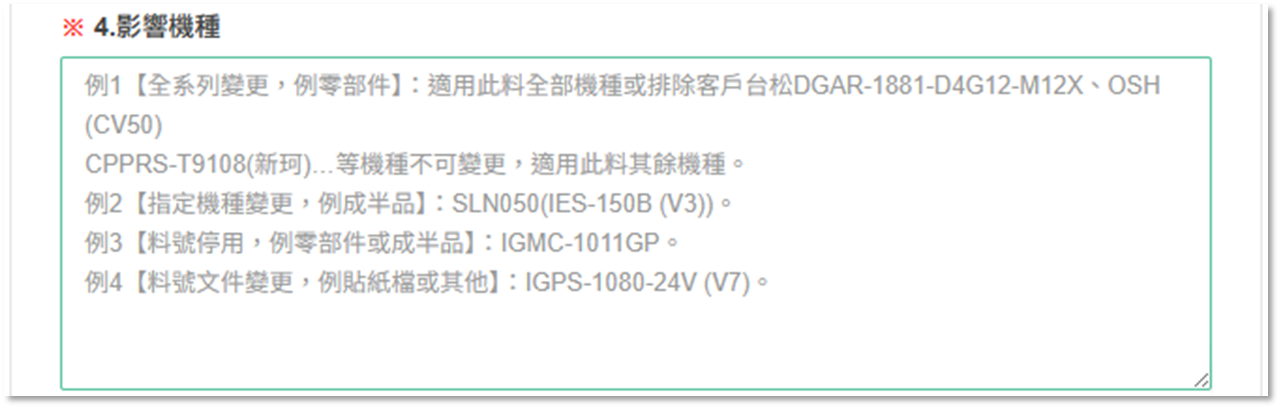 ※ 4.影響機種
例1【全系列變更，例零部件】：適用此料全部機種或排除客戶台松DGAR-1881-D4G12-M12X、OSH
(CV50)
CPPRS-T9108(新珂)...等機種不可變更，適用此料其餘機種。
例2【指定機種變更，例成半品】：SLN050(IES-150B (V3))。
例3【料號停用，例零部件或成半品】：IGMC-1011GP。
例4【料號文件變更，例貼紙檔或其他】：IGPS-1080-24V (V7)。